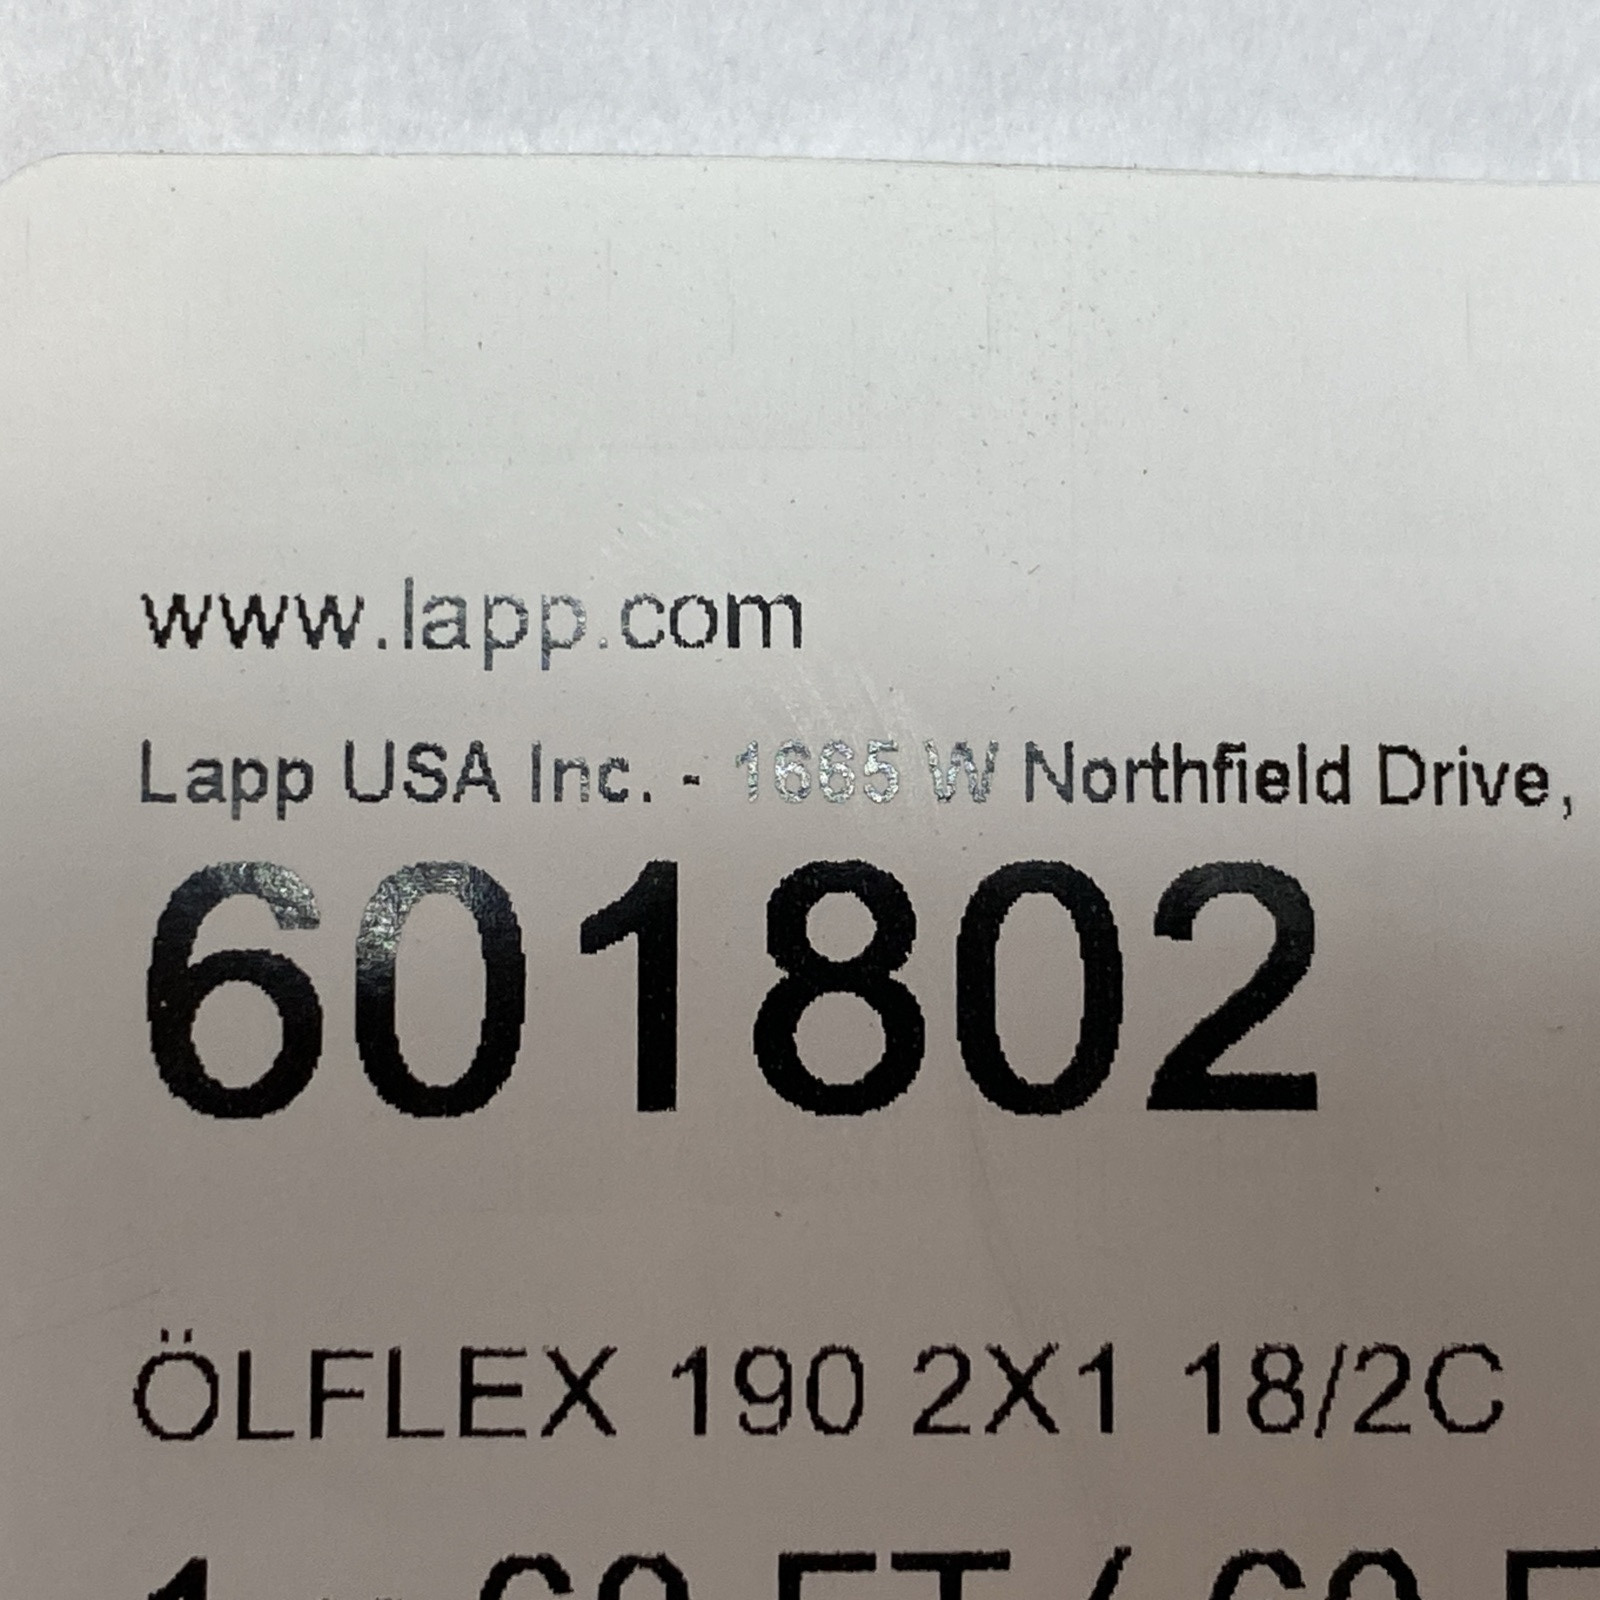 www.lapp.com
Lapp USA Inc. - 1665 W Northfield Drive,
601802
ÖLFLEX 190 2X1 18/2C